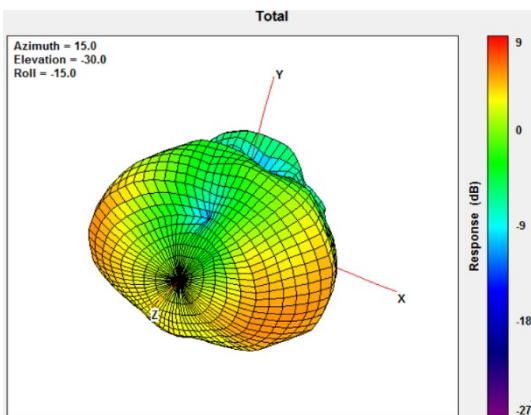 Total
Azimuth = 15.0
Elevation = -30.0
Roll = -15.0
Y
X
Z
9
0
-9
-18
-27
Response (dB)